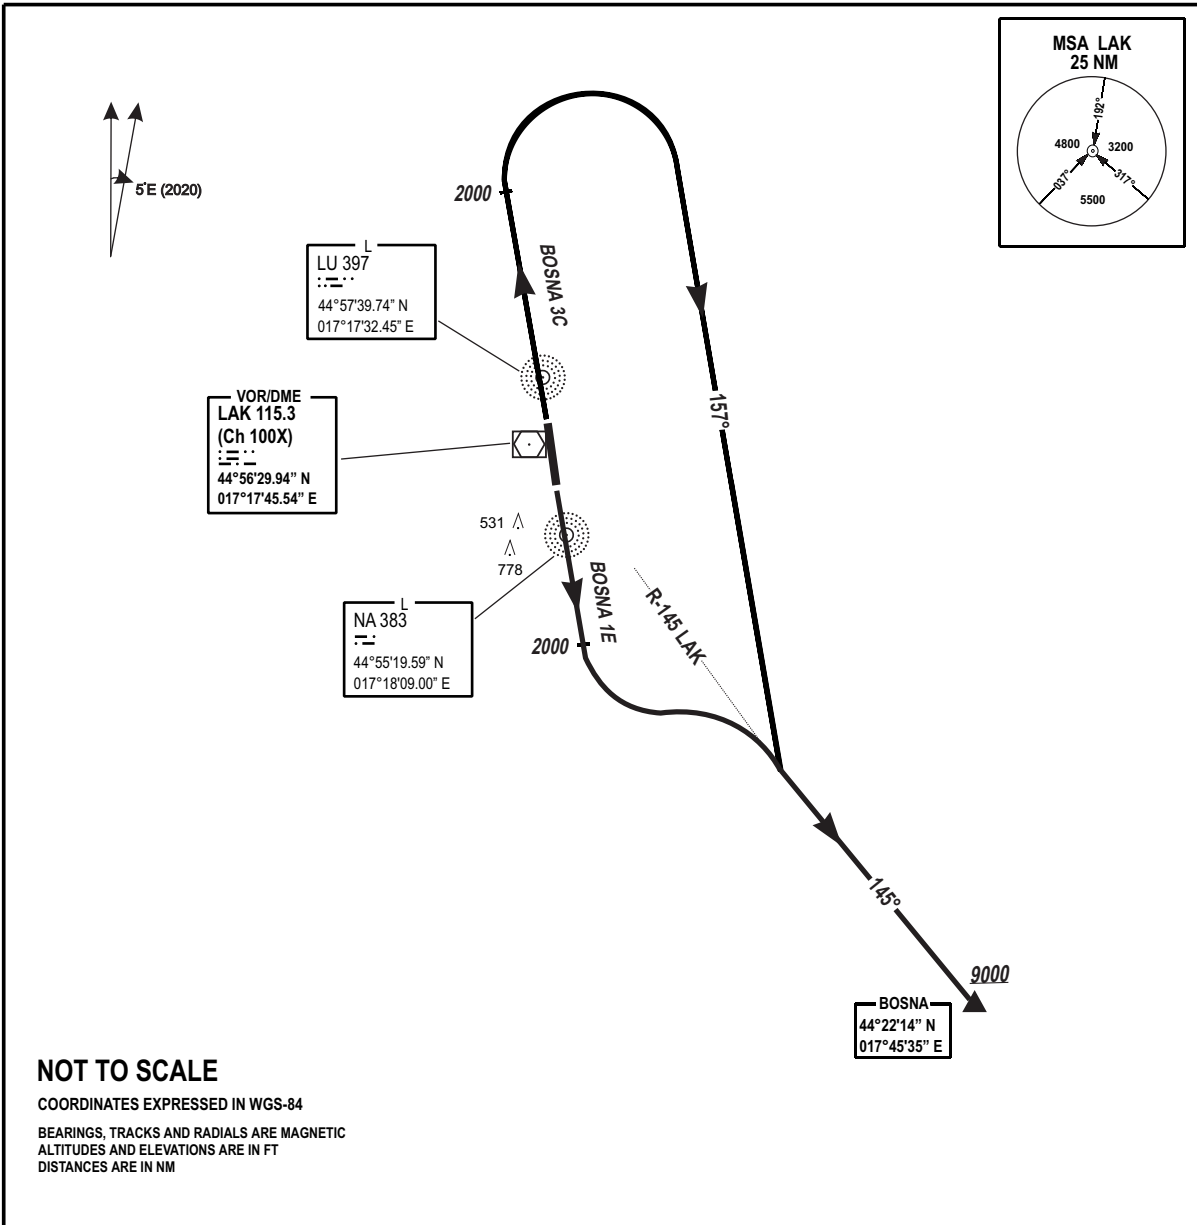 MSA LAK
25 NM
192°
4800
3200
037°
317°
5500
5°E (2020)
2000
BOSNA 3C
L
LU 397
44°57'39.74” N
017°17'32.45” E
VOR/DME
LAK 115.3
(Ch 100X)
44°56'29.94” N
017°17'45.54” E
157°
531
778
BOSNA 1E
R-145 LAK
L
NA 383
44°55'19.59” N
017°18'09.00” E
2000
145°
9000
BOSNA
44°22'14” N
017°45'35” E
NOT TO SCALE
COORDINATES EXPRESSED IN WGS-84
BEARINGS, TRACKS AND RADIALS ARE MAGNETIC
ALTITUDES AND ELEVATIONS ARE IN FT
DISTANCES ARE IN NM